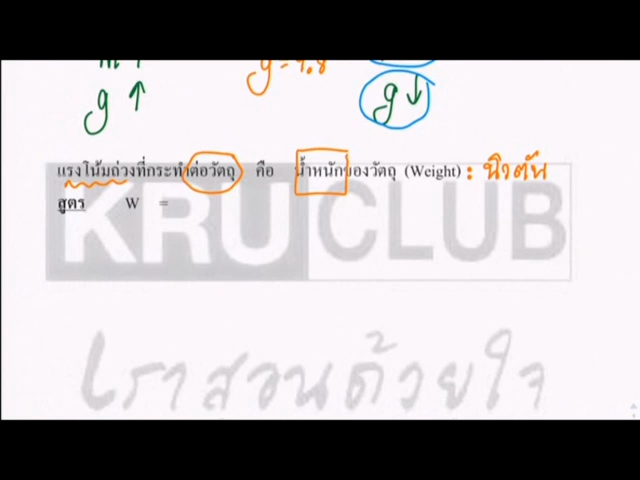 g = 9.8
g ↑
g ↓
แรงโน้มถ่วงที่กระทำต่อวัตถุ คือ น้ำหนักของวัตถุ (Weight) : นิวตัน
สูตร W =
KRU CLUB
เราสอนด้วยใจ